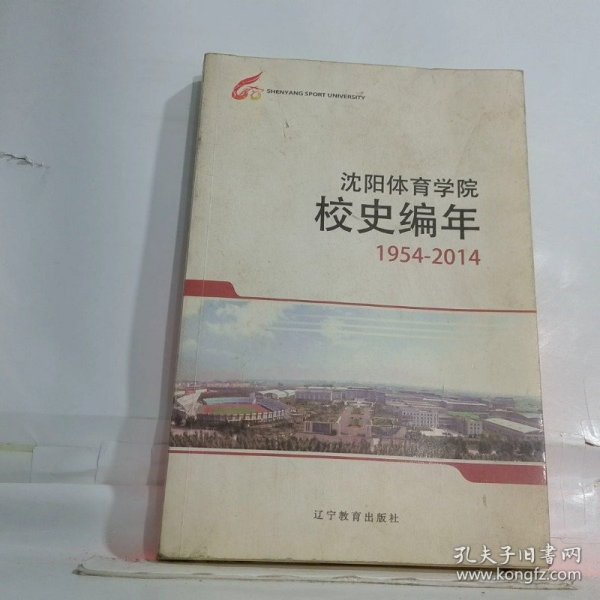 SHENYANG SPORT UNIVERSITY
沈阳体育学院
校史编年
1954-2014
辽宁教育出版社
孔夫子旧书网
www.kongfz.com